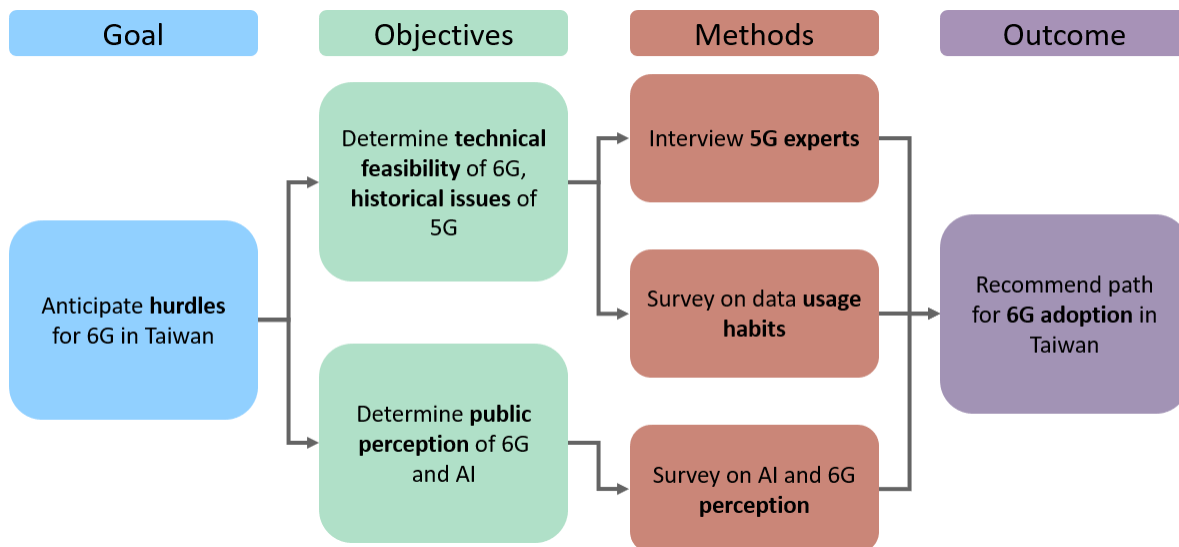 Goal
Objectives
Methods
Outcome
Anticipate hurdles
for 6G in Taiwan
Determine technical
feasibility of 6G,
historical issues of
5G
Determine public
perception of 6G
and AI
Interview 5G experts
Survey on data usage
habits
Survey on AI and 6G
perception
Recommend path
for 6G adoption in
Taiwan